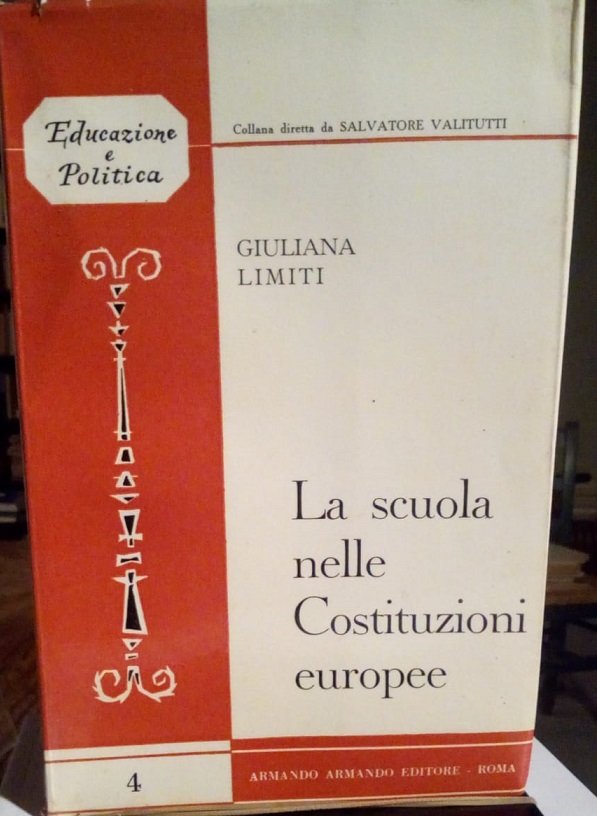 Educazione
e
Politica
Collana diretta da SALVATORE VALITUTTI
GIULIANA
LIMITI
La scuola
nelle
Costituzioni
europee
4
ARMANDO ARMANDO EDITORE - ROMA